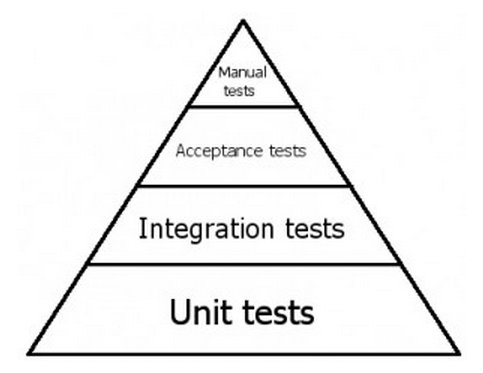 Manual
tests
Acceptance tests
Integration tests
Unit tests